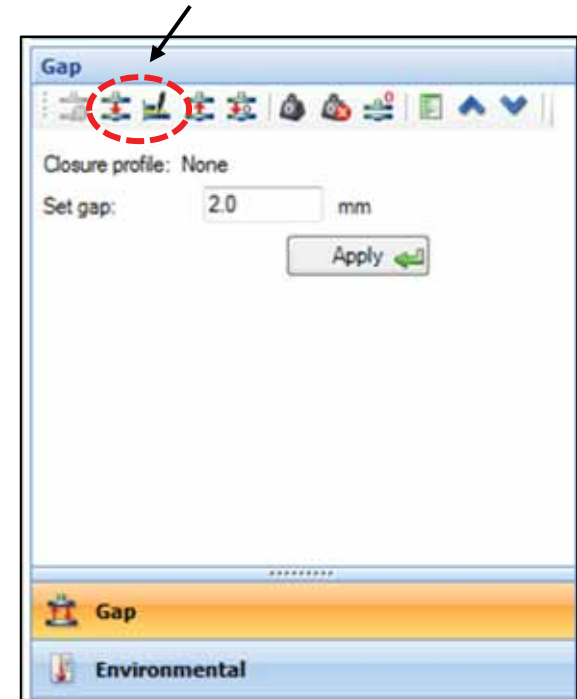 Gap
Closure profile: None
Set gap: 2.0 mm
Apply
Gap
Environmental